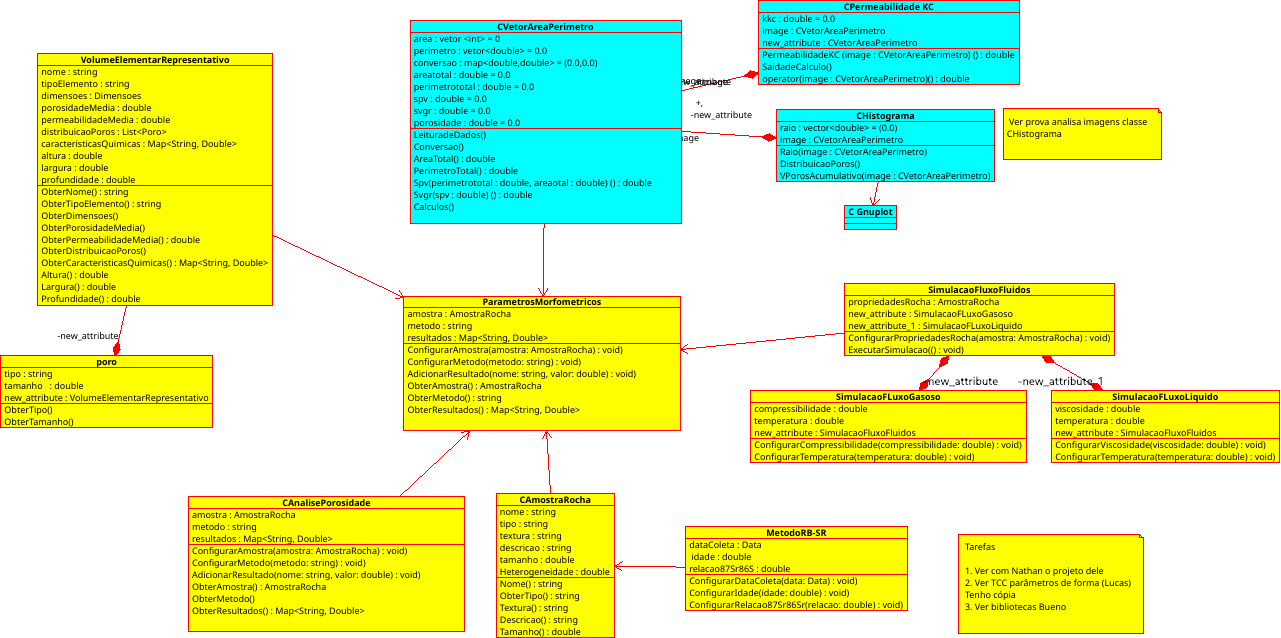 VolumeElementarRepresentativo
nome : string
tipoElemento : string
dimensoes : Dimensoes
porosidadeMedia : double
permeabilidadeMedia : double
distribuicaoPoros : List<Poro>
caracteristicasQuimicas : Map<String, Double>
altura : double
largura : double
profundidade : double
ObterNome() : string
ObterTipoElemento() : string
ObterDimensoes()
ObterPorosidadeMedia()
ObterPermeabilidadeMedia() : double
ObterDistribuicaoPoros()
ObterCaracteristicasQuimicas() : Map<String, Double>
Altura() : double
Largura() : double
Profundidade() : double
-new_attribute
poro
tipo : string
tamanho : double
new_attribute : VolumeElementarRepresentativo
ObterTipo()
ObterTamanho()
CVetorAreaPerimetro
area : vetor <int> = 0
perimetro : vetor<double> = 0.0
conversao : map<double,double> = (0.0,0.0)
areatotal : double = 0.0
perimetrototal : double = 0.0
spv : double = 0.0
svgr : double = 0.0
porosidade : double = 0.0
LeituradeDados()
Conversao()
AreaTotal() : double
PerimetroTotal() : double
Spv(perimetrototal : double, areaotal : double) () : double
Svgr(spv : double) () : double
Calculos()
+,
-new_attribute
CPermeabilidade KC
kkc : double = 0.0
image : CVetorAreaPerimetro
new_attribute : CVetorAreaPerimetro
PermeabilidadeKC (image : CVetorAreaPerimetro) () : double
SaidadeCalculo()
operator(image : CVetorAreaPerimetro)() : double
CHistograma
raio : vector<double> = (0.0)
image : CVetorAreaPerimetro
Raio(image : CVetorAreaPerimetro)
DistribuicaoPoros()
VPorosAcumulativo(image : CVetorAreaPerimetro)
Ver prova analisa imagens classe
CHistograma
C Gnuplot
ParametrosMorfometricos
amostra : AmostraRocha
metodo : string
resultados : Map<String, Double>
ConfigurarAmostra(amostra: AmostraRocha) : void)
ConfigurarMetodo(metodo: string) : void)
AdicionarResultado(nome: string, valor: double) : void)
ObterAmostra() : AmostraRocha
ObterMetodo() : string
ObterResultados() : Map<String, Double>
SimulacaoFluxoFluidos
propriedadesRocha : AmostraRocha
new_attribute : SimulacaoFLuxoGasoso
new_attribute_1 : SimulacaoFLuxoLiquido
ConfigurarPropriedadesRocha(amostra: AmostraRocha) : void)
ExecutarSimulacao(() : void)
-new_attribute
-new_attribute_1
SimulacaoFLuxoGasoso
compressibilidade : double
temperatura : double
new_attribute : SimulacaoFluxoFluidos
ConfigurarCompressibilidade(compressibilidade: double) : void)
ConfigurarTemperatura(temperatura: double) : void)
SimulacaoFLuxoLiquido
viscosidade : double
temperatura : double
new_attribute : SimulacaoFluxoFluidos
ConfigurarViscosidade(viscosidade: double) : void)
ConfigurarTemperatura(temperatura: double) : void)
CAnalisePorosidade
amostra : AmostraRocha
metodo : string
resultados : Map<String, Double>
ConfigurarAmostra(amostra: AmostraRocha) : void)
ConfigurarMetodo(metodo: string) : void)
AdicionarResultado(nome: string, valor: double) : void)
ObterAmostra() : AmostraRocha
ObterMetodo()
ObterResultados() : Map<String, Double>
CAmostraRocha
nome : string
tipo : string
textura : string
descricao : string
tamanho : double
Heterogeneidade : double
Nome() : string
ObterTipo() : string
Textura() : string
Descricao() : string
Tamanho() : double
MetodoRB-SR
dataColeta : Data
idade : double
relacao87Sr86S : double
ConfigurarDataColeta(data: Data) : void)
ConfigurarIdade(idade: double) : void)
ConfigurarRelacao87Sr86Sr(relacao: double) : void)
Tarefas
1. Ver com Nathan o projeto dele
2. Ver TCC parâmetros de forma (Lucas)
Tenho cópia
3. Ver bibliotecas Bueno